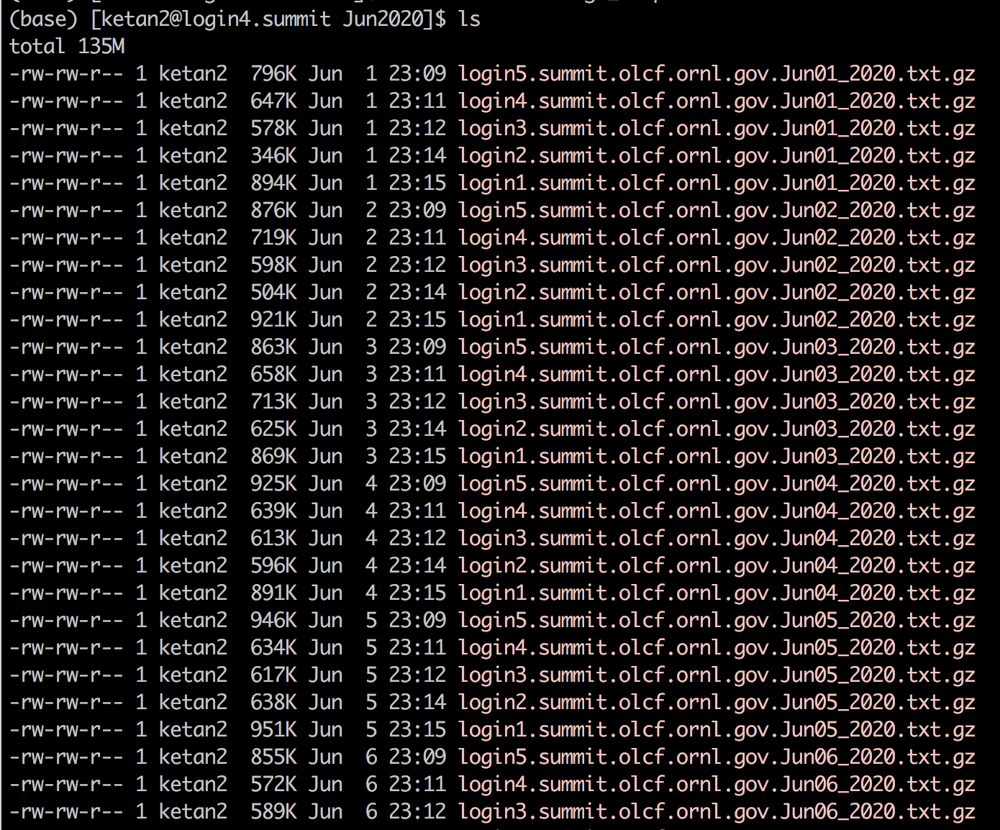 (base) [ketan2@login4.summit Jun2020]$ ls
total 135M
-rw-rw-r-- 1 ketan2  796K Jun  1 23:09 login5.summit.olcf.ornl.gov.Jun01_2020.txt.gz
-rw-rw-r-- 1 ketan2  647K Jun  1 23:11 login4.summit.olcf.ornl.gov.Jun01_2020.txt.gz
-rw-rw-r-- 1 ketan2  578K Jun  1 23:12 login3.summit.olcf.ornl.gov.Jun01_2020.txt.gz
-rw-rw-r-- 1 ketan2  346K Jun  1 23:14 login2.summit.olcf.ornl.gov.Jun01_2020.txt.gz
-rw-rw-r-- 1 ketan2  894K Jun  1 23:15 login1.summit.olcf.ornl.gov.Jun01_2020.txt.gz
-rw-rw-r-- 1 ketan2  876K Jun  2 23:09 login5.summit.olcf.ornl.gov.Jun02_2020.txt.gz
-rw-rw-r-- 1 ketan2  719K Jun  2 23:11 login4.summit.olcf.ornl.gov.Jun02_2020.txt.gz
-rw-rw-r-- 1 ketan2  598K Jun  2 23:12 login3.summit.olcf.ornl.gov.Jun02_2020.txt.gz
-rw-rw-r-- 1 ketan2  504K Jun  2 23:14 login2.summit.olcf.ornl.gov.Jun02_2020.txt.gz
-rw-rw-r-- 1 ketan2  921K Jun  2 23:15 login1.summit.olcf.ornl.gov.Jun02_2020.txt.gz
-rw-rw-r-- 1 ketan2  863K Jun  3 23:09 login5.summit.olcf.ornl.gov.Jun03_2020.txt.gz
-rw-rw-r-- 1 ketan2  658K Jun  3 23:11 login4.summit.olcf.ornl.gov.Jun03_2020.txt.gz
-rw-rw-r-- 1 ketan2  713K Jun  3 23:12 login3.summit.olcf.ornl.gov.Jun03_2020.txt.gz
-rw-rw-r-- 1 ketan2  625K Jun  3 23:14 login2.summit.olcf.ornl.gov.Jun03_2020.txt.gz
-rw-rw-r-- 1 ketan2  869K Jun  3 23:15 login1.summit.olcf.ornl.gov.Jun03_2020.txt.gz
-rw-rw-r-- 1 ketan2  925K Jun  4 23:09 login5.summit.olcf.ornl.gov.Jun04_2020.txt.gz
-rw-rw-r-- 1 ketan2  639K Jun  4 23:11 login4.summit.olcf.ornl.gov.Jun04_2020.txt.gz
-rw-rw-r-- 1 ketan2  613K Jun  4 23:12 login3.summit.olcf.ornl.gov.Jun04_2020.txt.gz
-rw-rw-r-- 1 ketan2  596K Jun  4 23:14 login2.summit.olcf.ornl.gov.Jun04_2020.txt.gz
-rw-rw-r-- 1 ketan2  891K Jun  4 23:15 login1.summit.olcf.ornl.gov.Jun04_2020.txt.gz
-rw-rw-r-- 1 ketan2  946K Jun  5 23:09 login5.summit.olcf.ornl.gov.Jun05_2020.txt.gz
-rw-rw-r-- 1 ketan2  634K Jun  5 23:11 login4.summit.olcf.ornl.gov.Jun05_2020.txt.gz
-rw-rw-r-- 1 ketan2  617K Jun  5 23:12 login3.summit.olcf.ornl.gov.Jun05_2020.txt.gz
-rw-rw-r-- 1 ketan2  638K Jun  5 23:14 login2.summit.olcf.ornl.gov.Jun05_2020.txt.gz
-rw-rw-r-- 1 ketan2  951K Jun  5 23:15 login1.summit.olcf.ornl.gov.Jun05_2020.txt.gz
-rw-rw-r-- 1 ketan2  855K Jun  6 23:09 login5.summit.olcf.ornl.gov.Jun06_2020.txt.gz
-rw-rw-r-- 1 ketan2  572K Jun  6 23:11 login4.summit.olcf.ornl.gov.Jun06_2020.txt.gz
-rw-rw-r-- 1 ketan2  589K Jun  6 23:12 login3.summit.olcf.ornl.gov.Jun06_2020.txt.gz